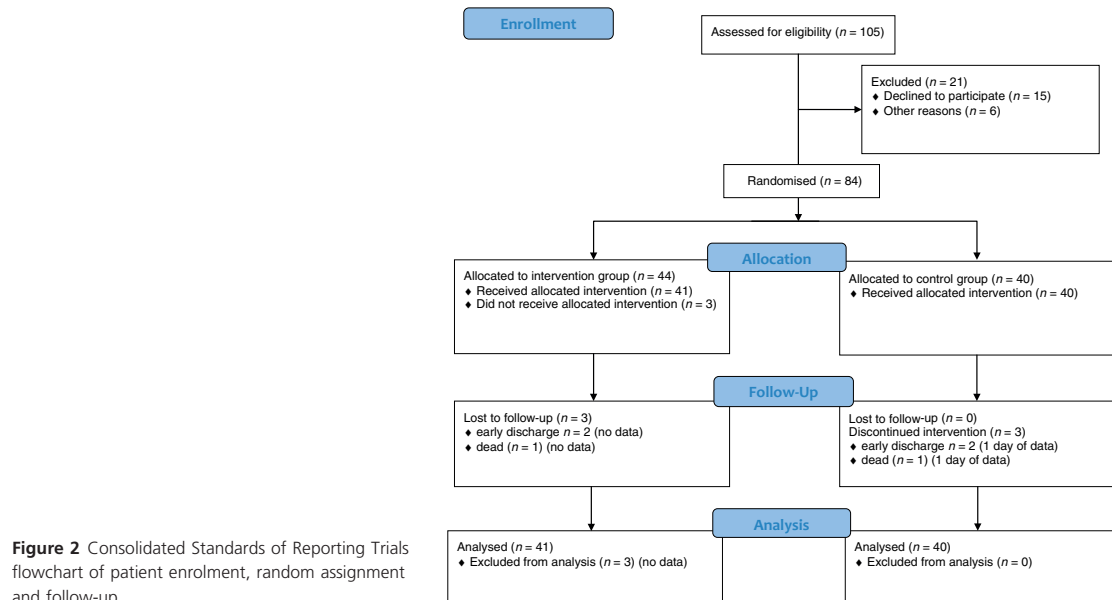 Enrollment
Assessed for eligibility (n = 105)
Excluded (n = 21)
♦ Declined to participate (n = 15)
♦ Other reasons (n = 6)
Randomised (n = 84)
Allocation
Allocated to intervention group (n = 44)
♦ Received allocated intervention (n = 41)
♦ Did not receive allocated intervention (n = 3)
Allocated to control group (n = 40)
♦ Received allocated intervention (n = 40)
Follow-Up
Lost to follow-up (n = 3)
♦ early discharge n = 2 (no data)
♦ dead (n = 1) (no data)
Lost to follow-up (n = 0)
Discontinued intervention (n = 3)
♦ early discharge n = 2 (1 day of data)
♦ dead (n = 1) (1 day of data)
Analysis
Analysed (n = 41)
♦ Excluded from analysis (n = 3) (no data)
Analysed (n = 40)
♦ Excluded from analysis (n = 0)
Figure 2 Consolidated Standards of Reporting Trials
flowchart of patient enrolment, random assignment
and follow-up